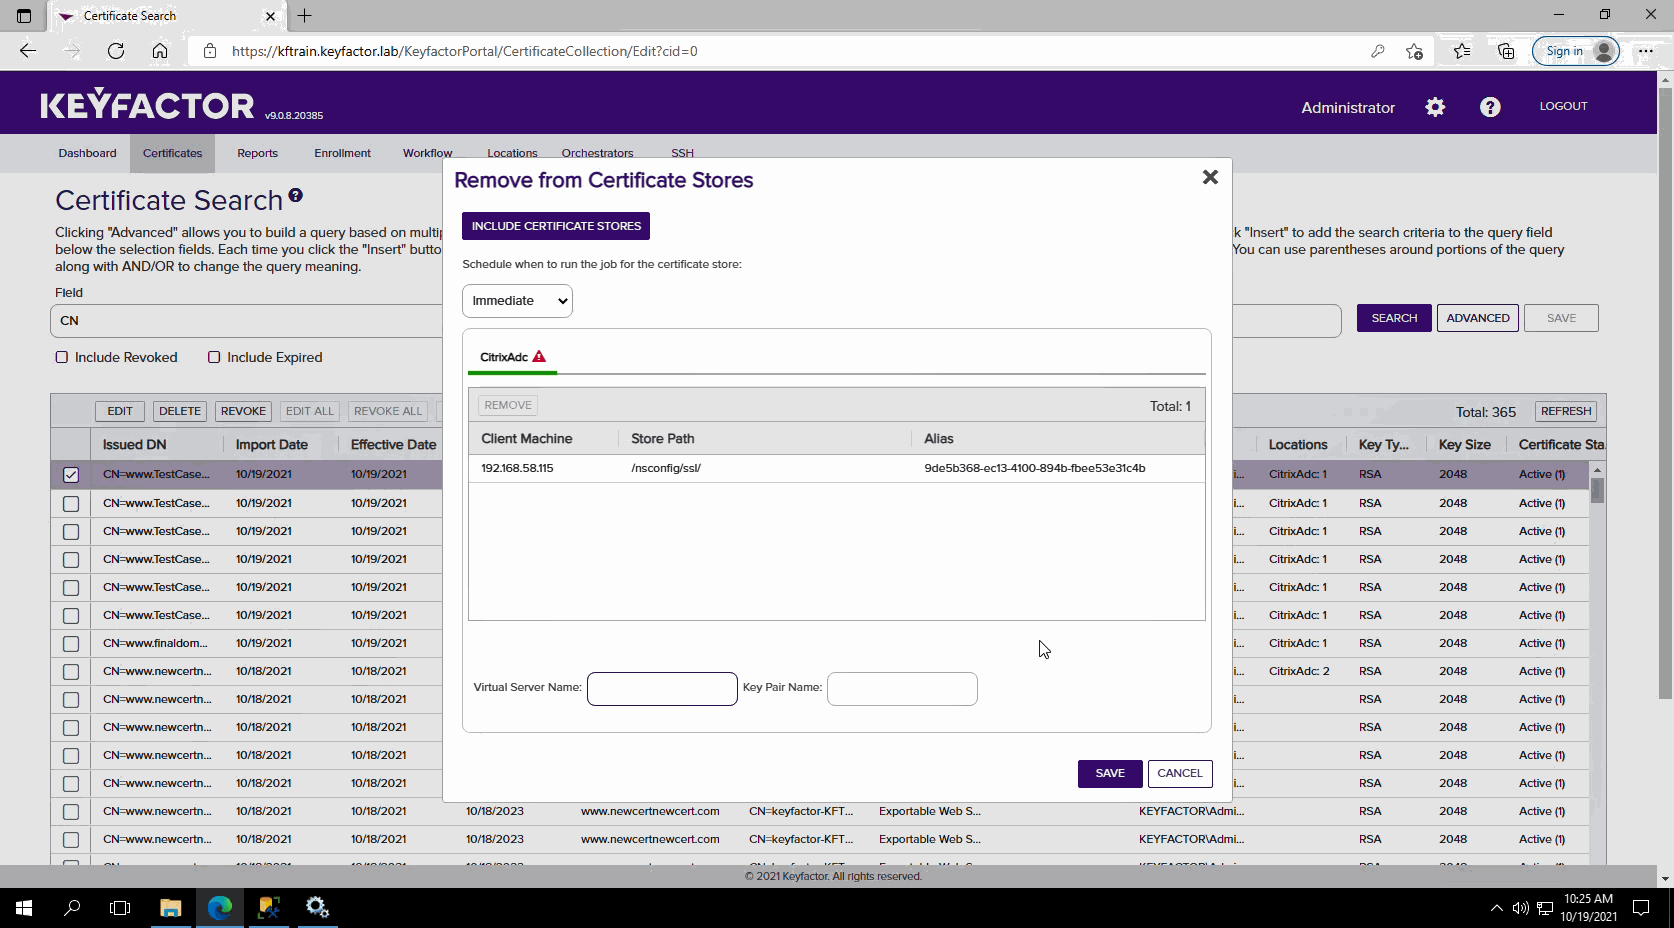 Certificate Search
https://kftrain.keyfactor.lab/KeyfactorPortal/CertificateCollection/Edit?cid=0
Sign in
KEYFACTOR v9.0.8.20385
Administrator
LOGOUT
Dashboard Certificates Reports Enrollment Workflow Locations Orchestrators SSH
Certificate Search
Clicking "Advanced" allows you to build a query based on
k "Insert" to add the search criteria to the query field
below the selection fields. Each time you click the "Insert"
You can use parentheses around portions of the query
along with AND/OR to change the query meaning.
Field
CN
SEARCH ADVANCED SAVE
Include Revoked Include Expired
Remove from Certificate Stores
INCLUDE CERTIFICATE STORES
Schedule when to run the job for the certificate store:
Immediate
CitrixAdc
REMOVE Total: 1
Client Machine Store Path Alias
192.168.58.115 /nsconfig/ssl/ 9de5b368-ec13-4100-894b-fbee53e31c4b
Virtual Server Name: Key Pair Name:
SAVE CANCEL
EDIT DELETE REVOKE EDIT ALL REVOKE ALL Total: 365 REFRESH
Issued DN Import Date Effective Date Locations Key Ty... Key Size Certificate Sta.
CN=www.TestCase... 10/19/2021 10/19/2021 i... CitrixAdc: 1 RSA 2048 Active (1)
CN=www.TestCase... 10/19/2021 10/19/2021 i... CitrixAdc: 1 RSA 2048 Active (1)
CN=www.TestCase... 10/19/2021 10/19/2021 i... CitrixAdc: 1 RSA 2048 Active (1)
CN=www.TestCase... 10/19/2021 10/19/2021 i... CitrixAdc: 1 RSA 2048 Active (1)
CN=www.TestCase... 10/19/2021 10/19/2021 i... CitrixAdc: 1 RSA 2048 Active (1)
CN=www.TestCase... 10/19/2021 10/19/2021 i... CitrixAdc: 1 RSA 2048 Active (1)
CN=www.finaldom... 10/19/2021 10/19/2021 i... CitrixAdc: 1 RSA 2048 Active (1)
CN=www.newcertn... 10/18/2021 10/18/2021 i... CitrixAdc: 2 RSA 2048 Active (1)
CN=www.newcertn... 10/18/2021 10/18/2021 i... RSA 2048 Active (1)
CN=www.newcertn... 10/18/2021 10/18/2021 i... RSA 2048 Active (1)
CN=www.newcertn... 10/18/2021 10/18/2021 i... RSA 2048 Active (1)
CN=www.newcertn... 10/18/2021 10/18/2021 i... RSA 2048 Active (1)
CN=www.newcertn... 10/18/2021 10/18/2021 10/18/2023 www.newcertnewcert.com CN=keyfactor-KFT... Exportable Web S... KEYFACTOR\Admi... RSA 2048 Active (1)
CN=www.newcertn... 10/18/2021 10/18/2021 10/18/2023 www.newcertnewcert.com CN=keyfactor-KFT... Exportable Web S... KEYFACTOR\Admi... RSA 2048 Active (1)
© 2021 Keyfactor. All rights reserved.
10:25 AM
10/19/2021